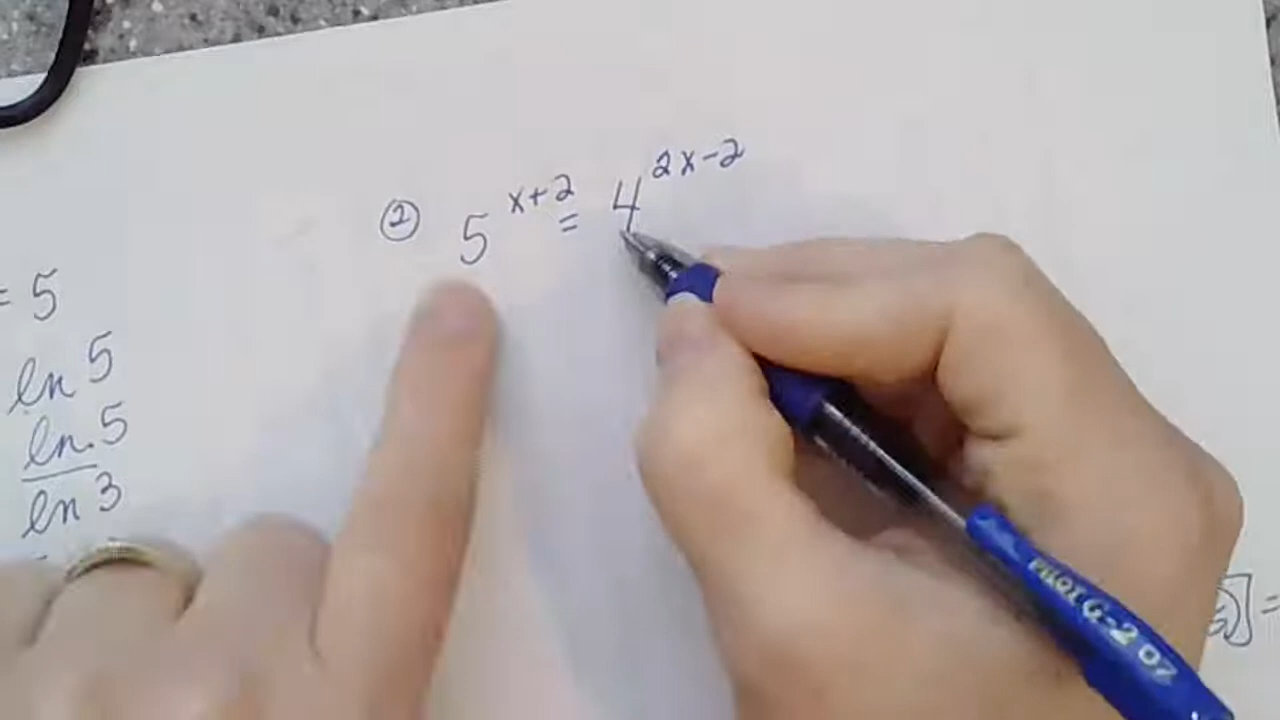 ② 5^{x+2} = 4^{2x-2}
= 5
ln 5
ln.5
ln 3
PILOT G-2 07
=